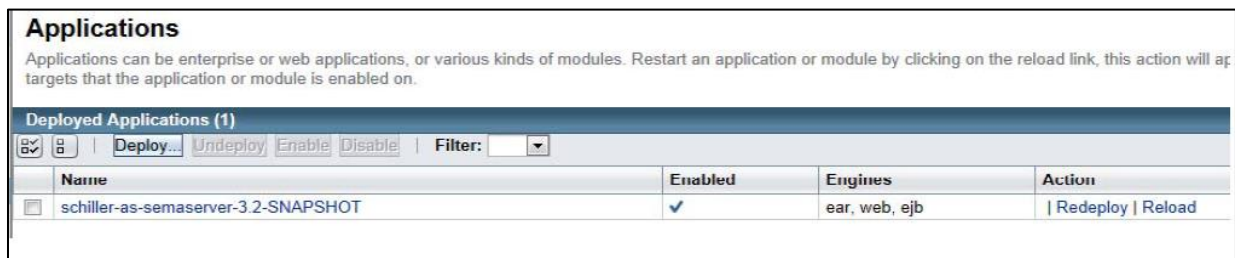 Applications
Applications can be enterprise or web applications, or various kinds of modules. Restart an application or module by clicking on the reload link, this action will ap
targets that the application or module is enabled on.
Deployed Applications (1)
| Deploy... Undeploy Enable Disable | Filter:
Name Enabled Engines Action
schiller-as-semaserver-3.2-SNAPSHOT ear, web, ejb | Redeploy | Reload